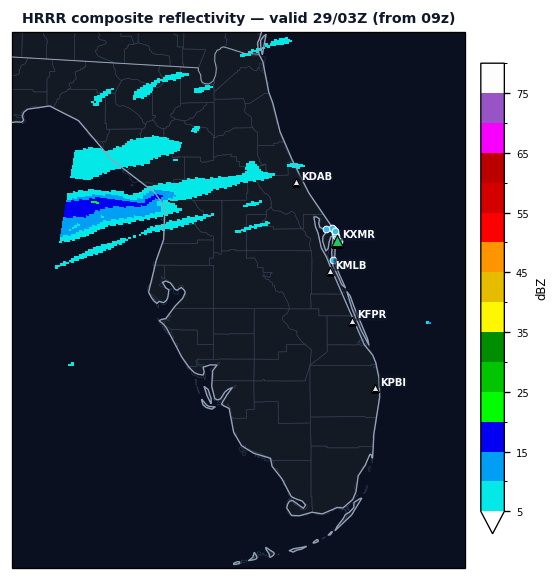 HRRR composite reflectivity — valid 29/03Z (from 09z)
KDAB
KXMR
KMLB
KFPR
KPBI
75
65
55
45
35
25
15
5
dBZ